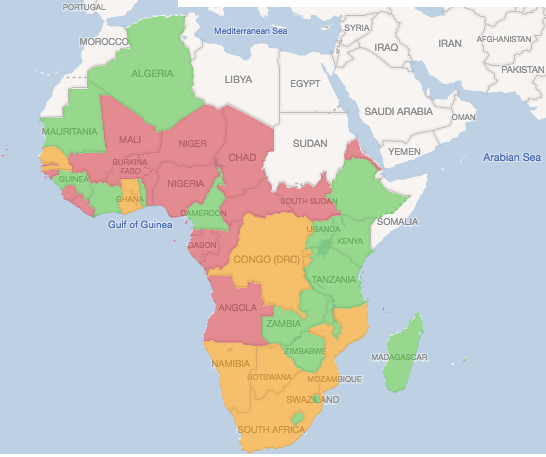 PORTUGAL
Mediterranean Sea
SYRIA
MOROCCO
IRAQ
IRAN
AFGHANISTAN
ALGERIA
LIBYA
EGYPT
PAKISTAN
SAUDI ARABIA
OMAN
MAURITANIA
MALI
NIGER
CHAD
SUDAN
YEMEN
Arabian Sea
BURKINA
FASO
GUINEA
NIGERIA
GHANA
SOUTH SUDAN
CAMEROON
SOMALIA
Gulf of Guinea
UGANDA
KENYA
GABON
CONGO (DRC)
TANZANIA
ANGOLA
ZAMBIA
ZIMBABWE
MADAGASCAR
NAMIBIA
BOTSWANA
MOZAMBIQUE
SWAZILAND
SOUTH AFRICA